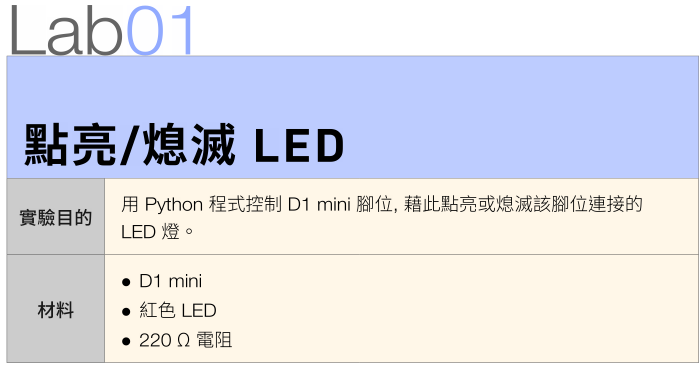 Lab01
點亮/熄滅 LED
實驗目的
用 Python 程式控制 D1 mini 腳位, 藉此點亮或熄滅該腳位連接的
LED 燈。
材料
● D1 mini
● 紅色 LED
● 220 Ω 電阻